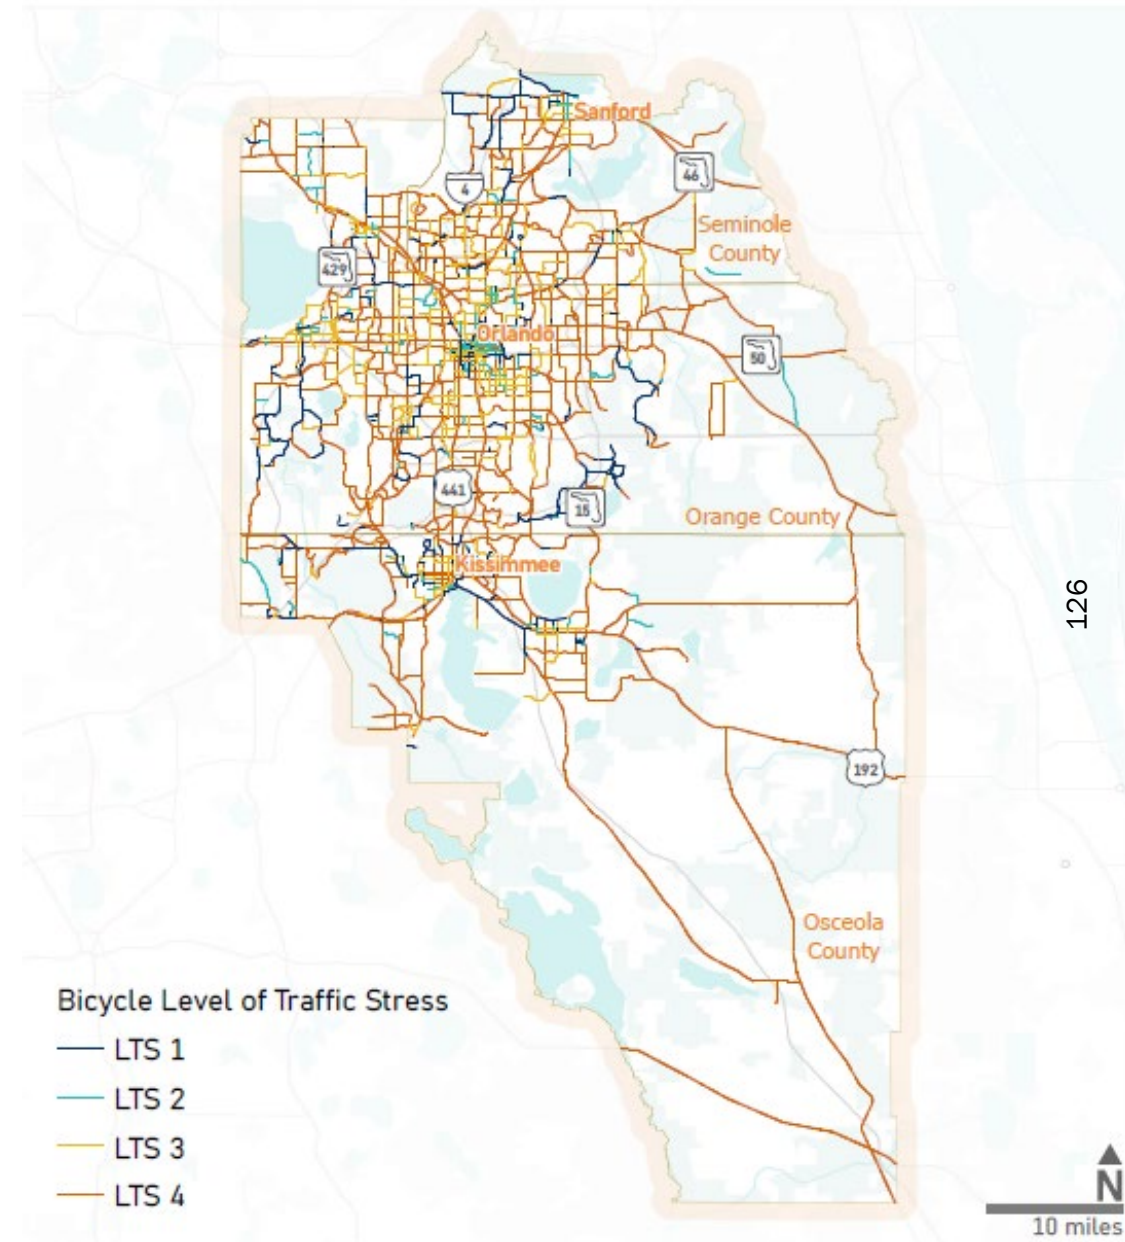 Sanford
46
4
Seminole
County
429
Orlando
50
441
15
Orange County
Kissimmee
126
192
Osceola
County
Bicycle Level of Traffic Stress
LTS 1
LTS 2
LTS 3
LTS 4
N
10 miles